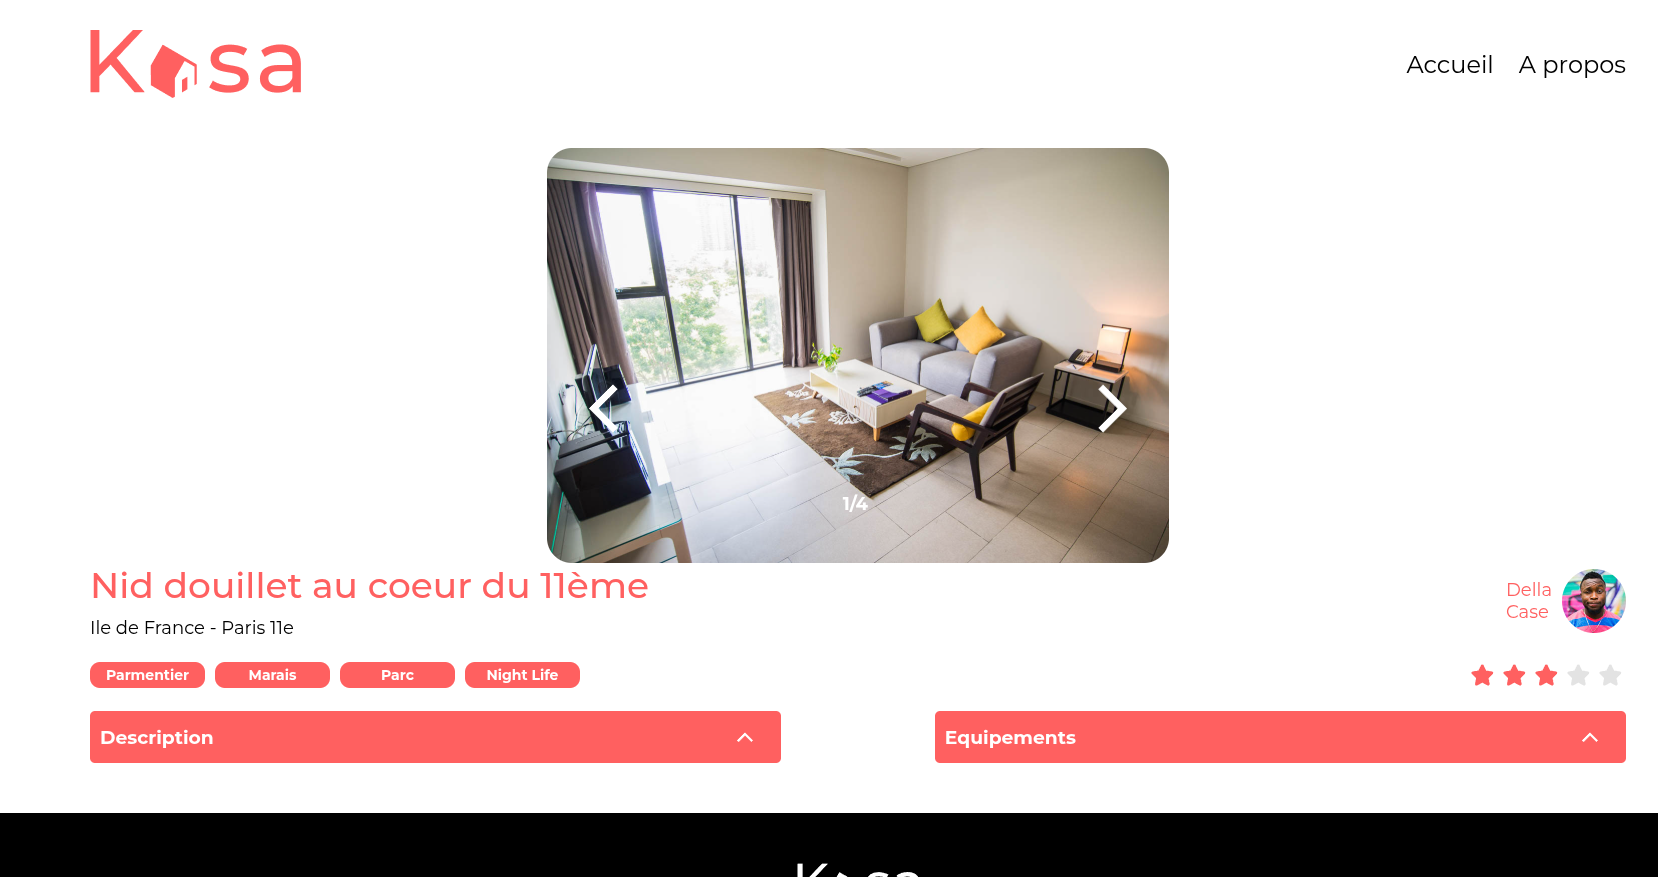 Kasa
Accueil A propos
1/4
Nid douillet au coeur du 11ème
Ile de France - Paris 11e
Della
Case
Parmentier Marais Parc Night Life
Description Equipements
Kasa